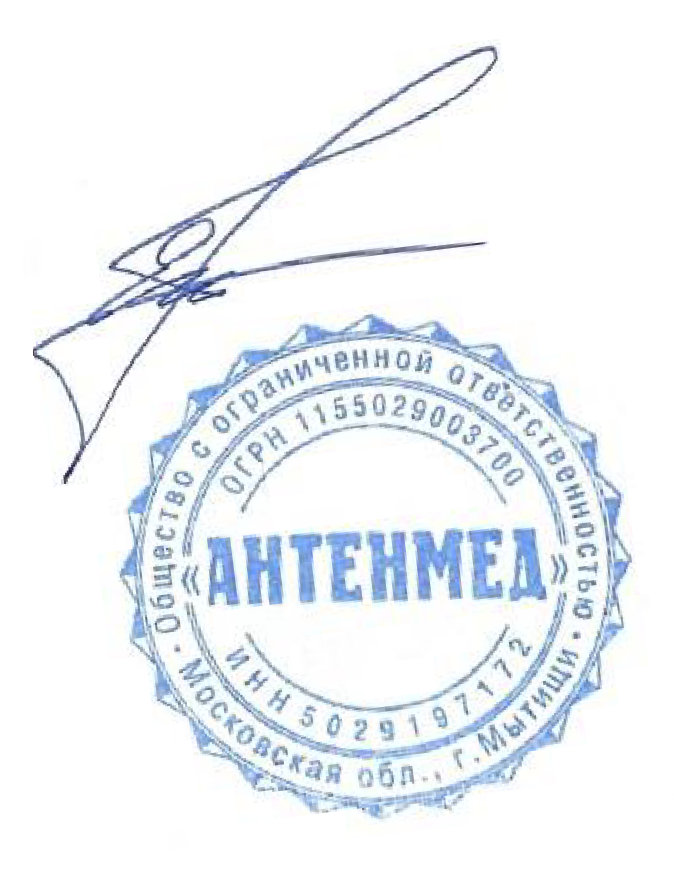 Общество с ограниченной ответственностью
ОГРН 1155029003700
«АНТЕНМЕД»
ИНН 5029197172
• Московская обл., г. Мытищи •